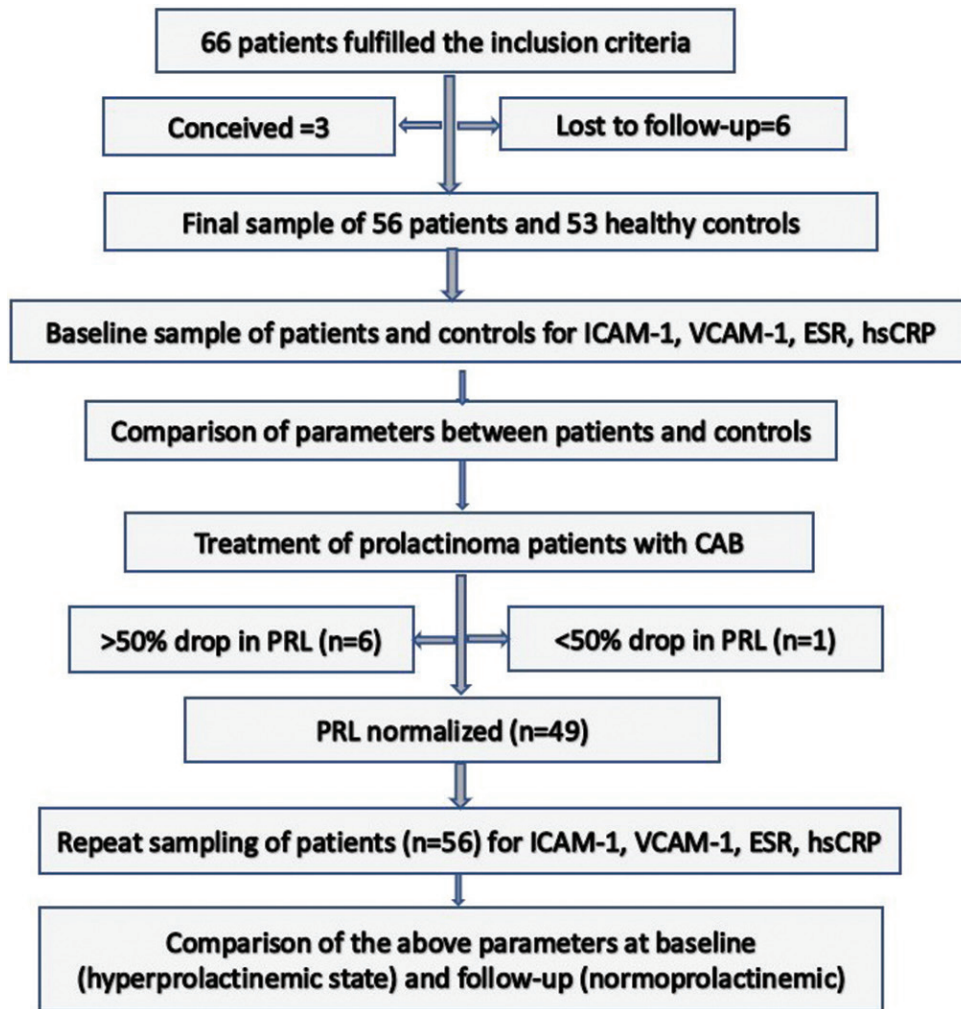 66 patients fulfilled the inclusion criteria
Conceived =3
Lost to follow-up=6
Final sample of 56 patients and 53 healthy controls
Baseline sample of patients and controls for ICAM-1, VCAM-1, ESR, hsCRP
Comparison of parameters between patients and controls
Treatment of prolactinoma patients with CAB
>50% drop in PRL (n=6)
<50% drop in PRL (n=1)
PRL normalized (n=49)
Repeat sampling of patients (n=56) for ICAM-1, VCAM-1, ESR, hsCRP
Comparison of the above parameters at baseline
(hyperprolactinemic state) and follow-up (normoprolactinemic)